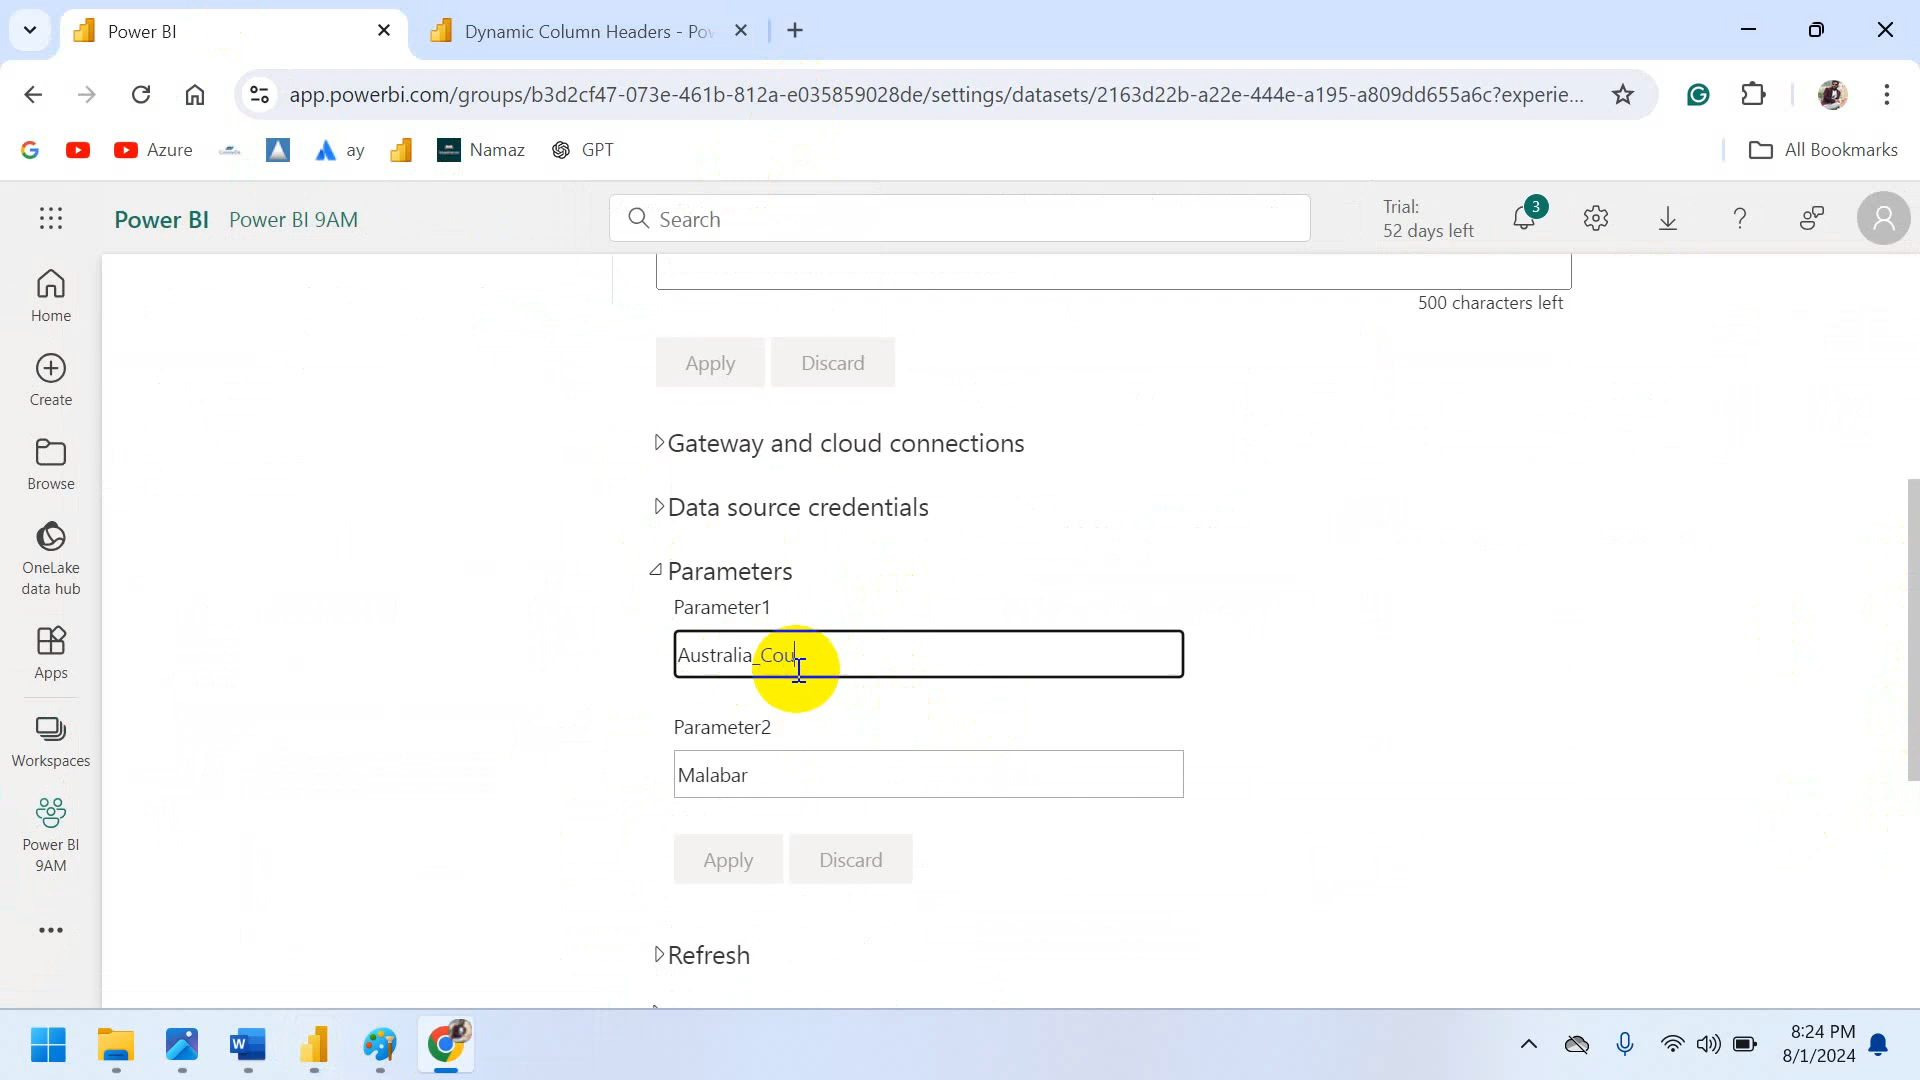 Power BI
Dynamic Column Headers - Pov
app.powerbi.com/groups/b3d2cf47-073e-461b-812a-e035859028de/settings/datasets/2163d22b-a22e-444e-a195-a809dd655a6c?experie...
Azure
ay
Namaz
GPT
All Bookmarks
Power BI Power BI 9AM
Search
Trial:
52 days left
3
Home
Create
Browse
OneLake
data hub
Apps
Workspaces
Power BI
9AM
500 characters left
Apply
Discard
Gateway and cloud connections
Data source credentials
Parameters
Parameter1
Australia_Cou
Parameter2
Malabar
Apply
Discard
Refresh
8:24 PM
8/1/2024